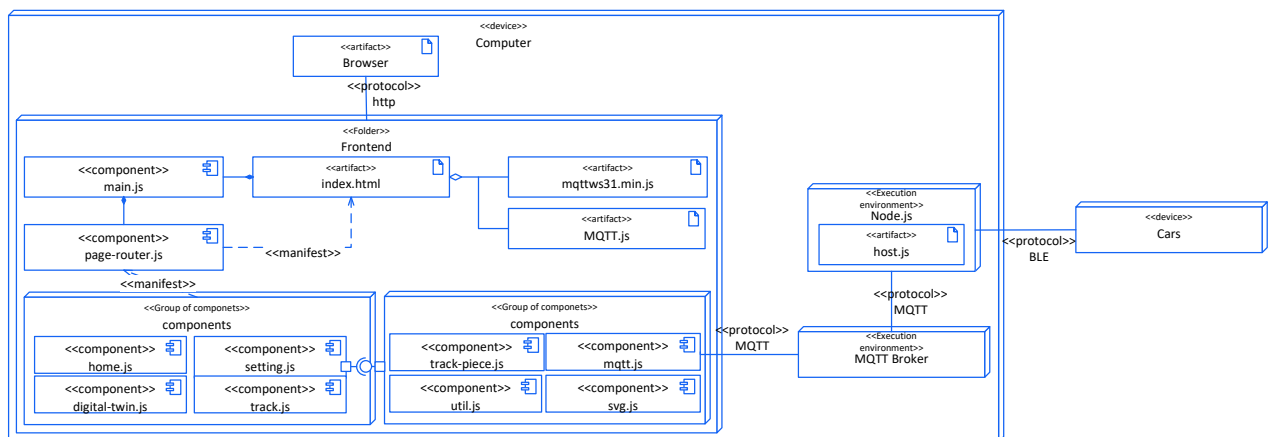 <<device>>
Computer
<<artifact>>
Browser
<<protocol>>
http
<<Folder>>
Frontend
<<component>>
main.js
<<artifact>>
index.html
<<artifact>>
mqttws31.min.js
<<artifact>>
MQTT.js
<<component>>
page-router.js
<<manifest>>
<<manifest>>
<<Group of componets>>
components
<<component>>
home.js
<<component>>
setting.js
<<component>>
digital-twin.js
<<component>>
track.js
<<Group of componets>>
components
<<component>>
track-piece.js
<<component>>
mqtt.js
<<component>>
util.js
<<component>>
svg.js
<<protocol>>
MQTT
<<Execution
environment>>
Node.js
<<artifact>>
host.js
<<protocol>>
MQTT
<<Execution
environment>>
MQTT Broker
<<protocol>>
BLE
<<device>>
Cars